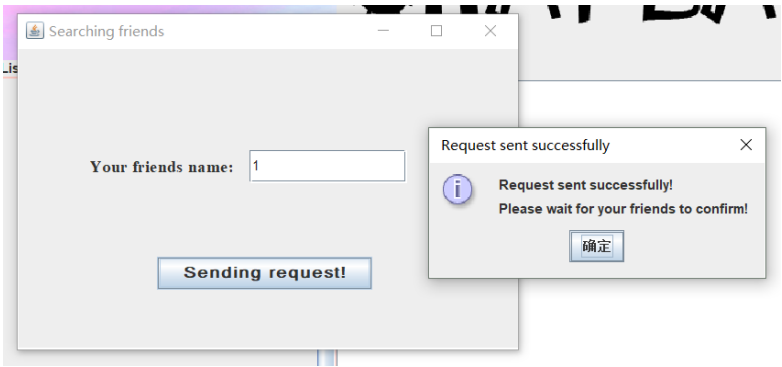 Searching friends
Lis
Your friends name:
1
Sending request!
Request sent successfully
Request sent successfully!
Please wait for your friends to confirm!
确定